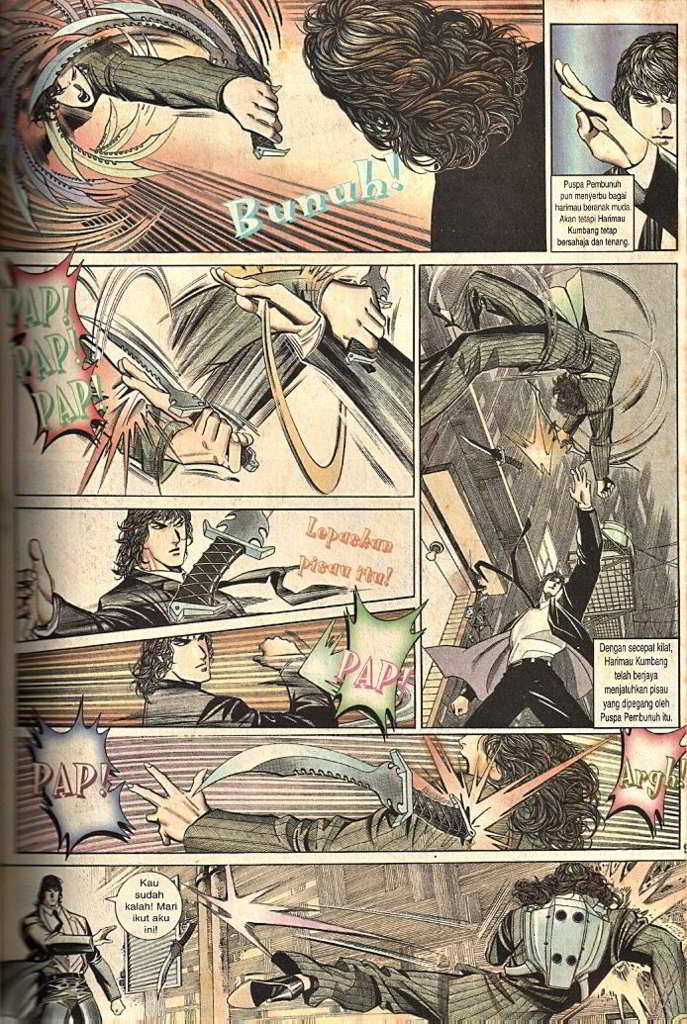 Bunuh!
Puspa Pembunuh
pun menyerbu bagai
harimau beranak muda.
Akan tetapi Harimau
Kumbang tetap
bersahaja dan tenang.
PAP!
PAP!
PAP!
Lepaskan
pisau itu!
PAP!
Dengan secepat kilat,
Harimau Kumbang
telah berjaya
menjatuhkan pisau
yang dipegang oleh
Puspa Pembunuh itu.
PAP!
Argh!
Kau
sudah
kalah! Mari
ikut aku
ini!